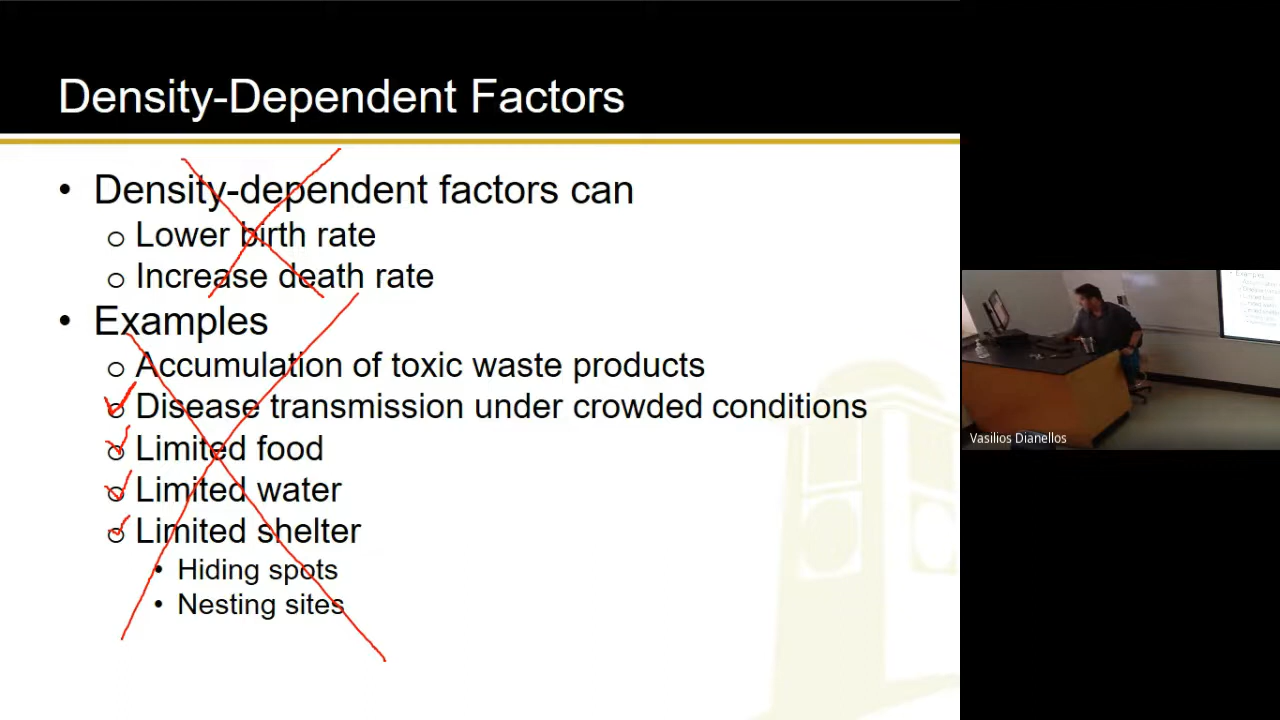 Density-Dependent Factors
• Density-dependent factors can
o Lower birth rate
o Increase death rate
• Examples
o Accumulation of toxic waste products
o Disease transmission under crowded conditions
o Limited food
o Limited water
o Limited shelter
• Hiding spots
• Nesting sites
Vasilios Dianellos
Examples